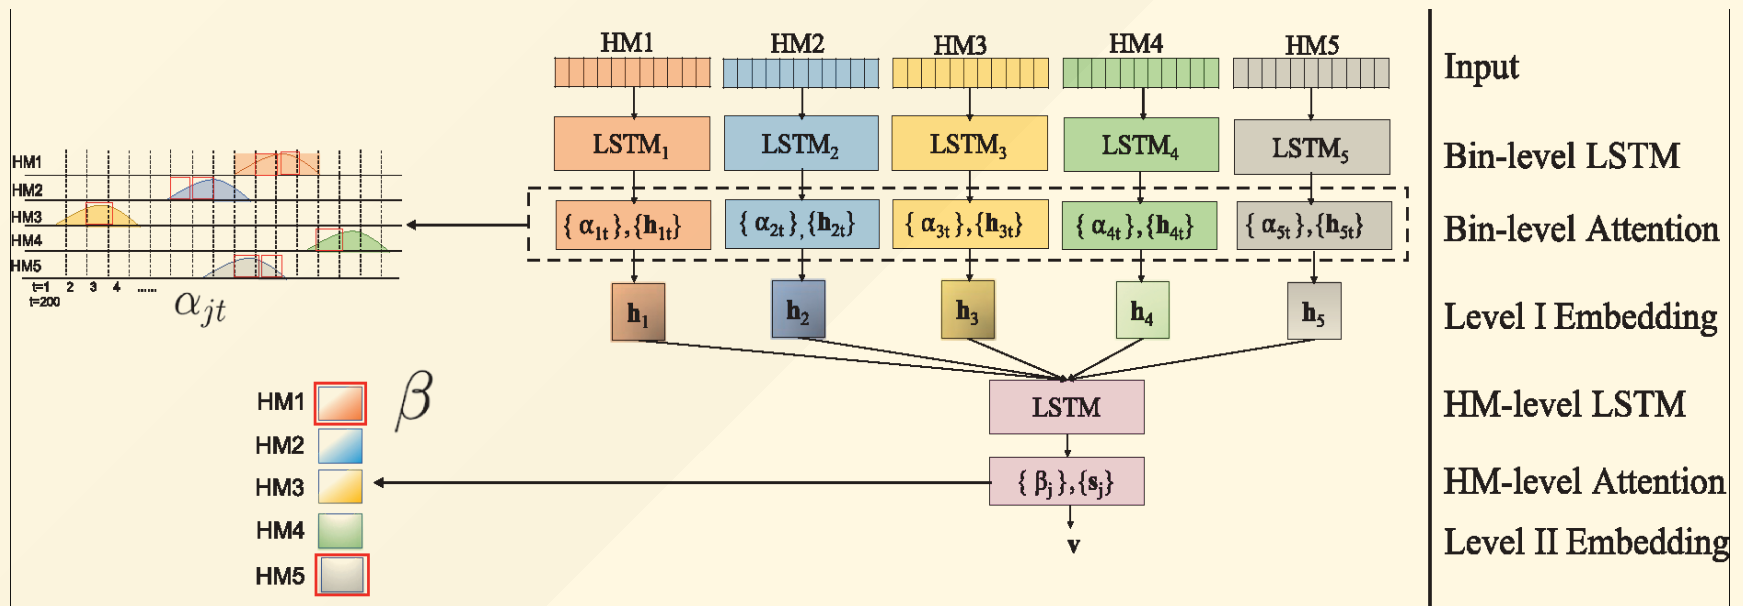 HM1 HM2 HM3 HM4 HM5
Input
LSTM₁ LSTM₂ LSTM₃ LSTM₄ LSTM₅
Bin-level LSTM
{ α₁ₜ},{h₁ₜ} { α₂ₜ},{h₂ₜ} { α₃ₜ},{h₃ₜ} { α₄ₜ},{h₄ₜ} { α₅ₜ},{h₅ₜ}
Bin-level Attention
h₁ h₂ h₃ h₄ h₅
Level I Embedding
LSTM
HM-level LSTM
{ βⱼ},{sⱼ}
HM-level Attention
v
Level II Embedding
HM1
HM2
HM3
HM4
HM5
t=1 2 3 4 ......
t=200
αⱼₜ
β
HM1
HM2
HM3
HM4
HM5